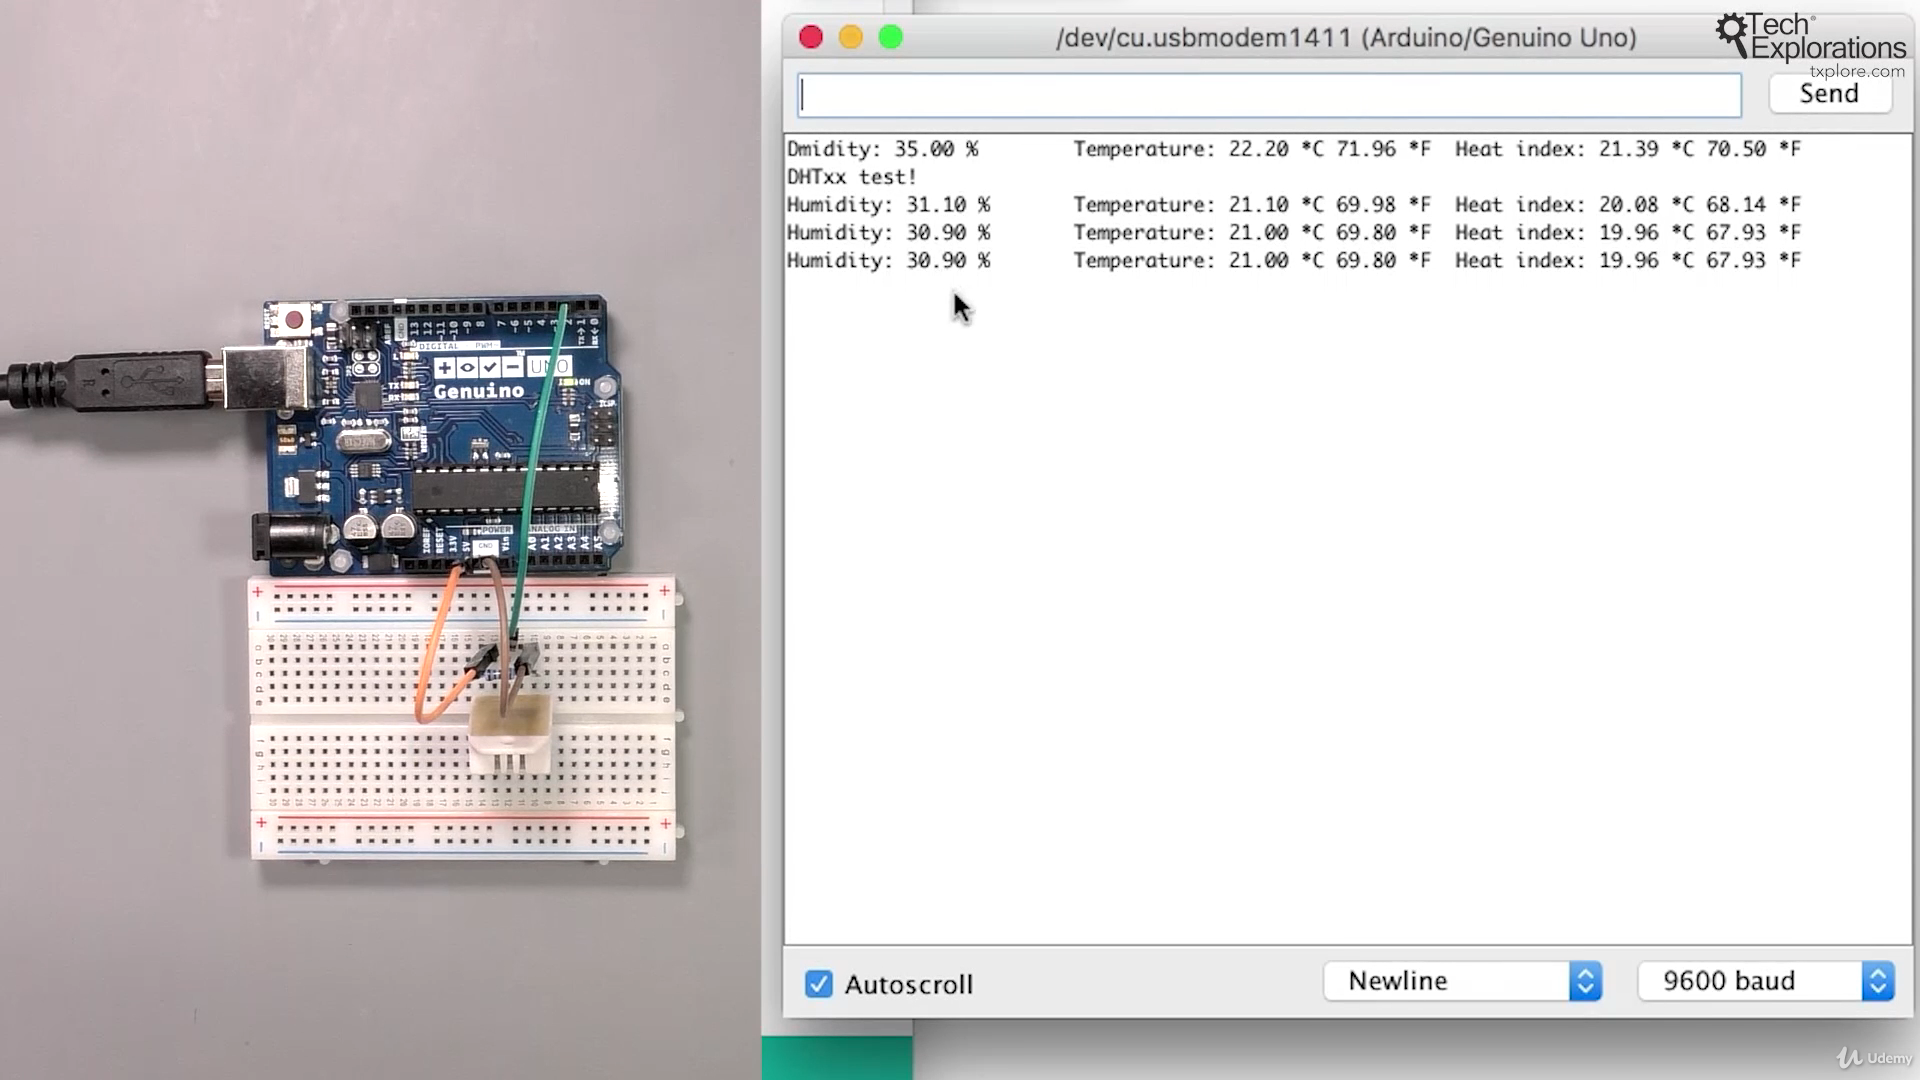 /dev/cu.usbmodem1411 (Arduino/Genuino Uno)
Tech
Explorations
txplore.com
Send
Dmidity: 35.00 % Temperature: 22.20 *C 71.96 *F Heat index: 21.39 *C 70.50 *F
DHTxx test!
Humidity: 31.10 % Temperature: 21.10 *C 69.98 *F Heat index: 20.08 *C 68.14 *F
Humidity: 30.90 % Temperature: 21.00 *C 69.80 *F Heat index: 19.96 *C 67.93 *F
Humidity: 30.90 % Temperature: 21.00 *C 69.80 *F Heat index: 19.96 *C 67.93 *F
Autoscroll
Newline
9600 baud
Udemy
DIGITAL PWM~
UNO
Genuino
TX
RX
ON
ICSP
POWER
ANALOG IN
IOREF
RESET
3.3V
5V
GND
Vin
A0
A1
A2
A3
A4
A5